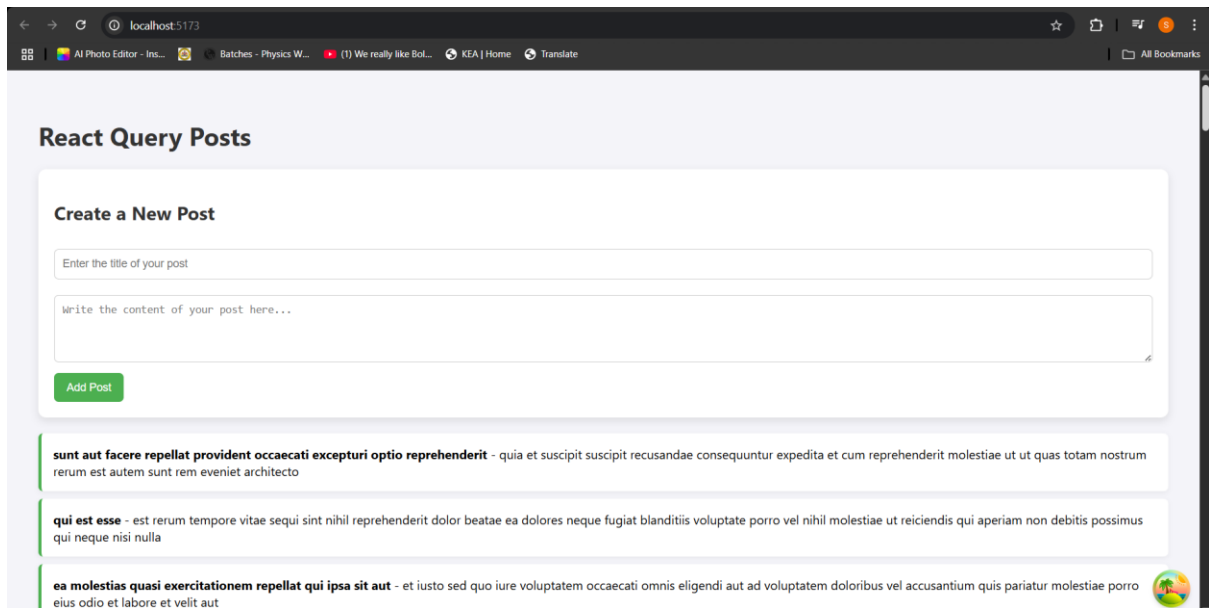 localhost:5173
S
AI Photo Editor - Ins...
Batches - Physics W...
(1) We really like Bol...
KEA | Home
Translate
All Bookmarks
React Query Posts
Create a New Post
Enter the title of your post
Write the content of your post here...
Add Post
sunt aut facere repellat provident occaecati excepturi optio reprehenderit - quia et suscipit suscipit recusandae consequuntur expedita et cum reprehenderit molestiae ut ut quas totam nostrum
rerum est autem sunt rem eveniet architecto
qui est esse - est rerum tempore vitae sequi sint nihil reprehenderit dolor beatae ea dolores neque fugiat blanditiis voluptate porro vel nihil molestiae ut reiciendis qui aperiam non debitis possimus
qui neque nisi nulla
ea molestias quasi exercitationem repellat qui ipsa sit aut - et iusto sed quo iure voluptatem occaecati omnis eligendi aut ad voluptatem doloribus vel accusantium quis pariatur molestiae porro
eius odio et labore et velit aut